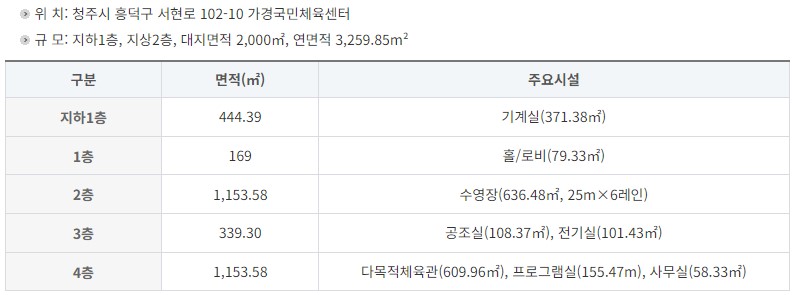 위 치: 청주시 흥덕구 서현로 102-10 가경국민체육센터
규 모: 지하1층, 지상2층, 대지면적 2,000㎡, 연면적 3,259.85m²
구분 면적(㎡) 주요시설
지하1층 444.39 기계실(371.38㎡)
1층 169 홀/로비(79.33㎡)
2층 1,153.58 수영장(636.48㎡, 25m×6레인)
3층 339.30 공조실(108.37㎡), 전기실(101.43㎡)
4층 1,153.58 다목적체육관(609.96㎡), 프로그램실(155.47m), 사무실(58.33㎡)